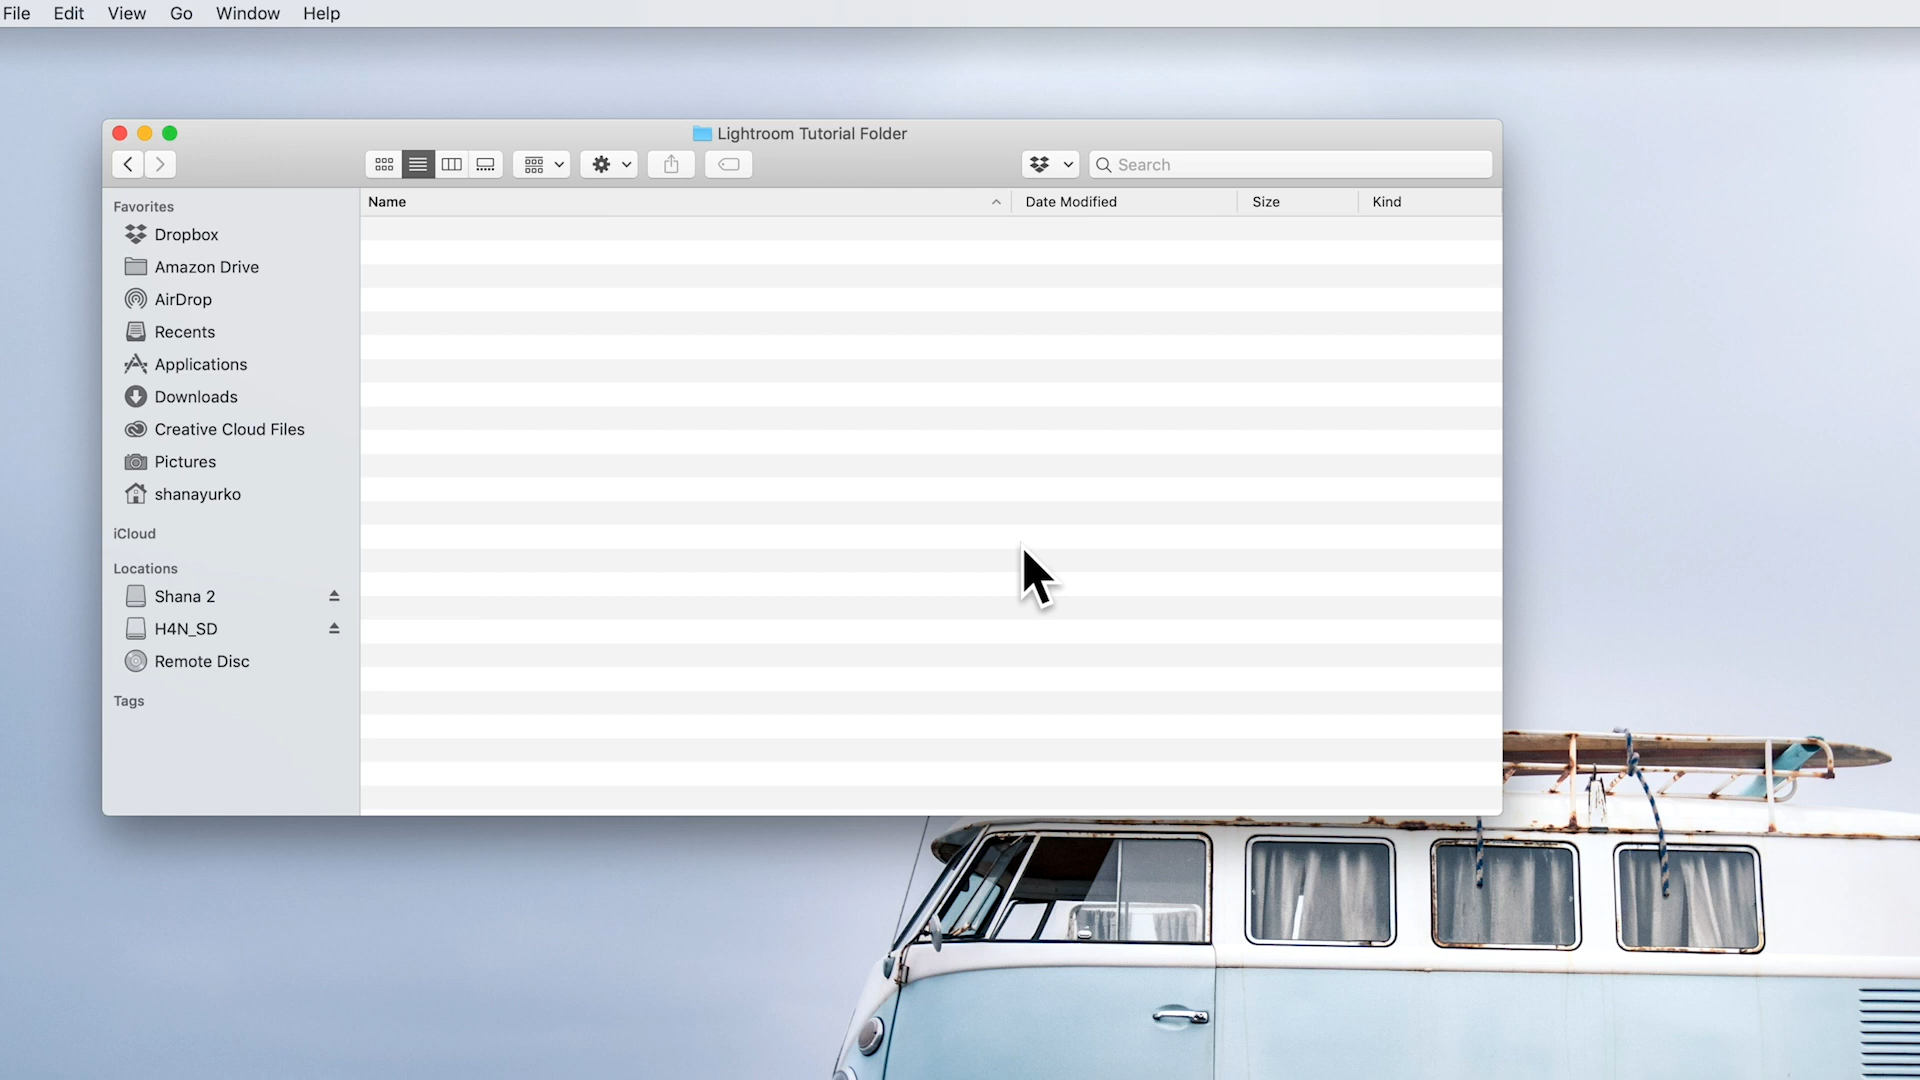 File Edit View Go Window Help
Lightroom Tutorial Folder
Search
Name Date Modified Size Kind
Favorites
Dropbox
Amazon Drive
AirDrop
Recents
Applications
Downloads
Creative Cloud Files
Pictures
shanayurko
iCloud
Locations
Shana 2
H4N_SD
Remote Disc
Tags